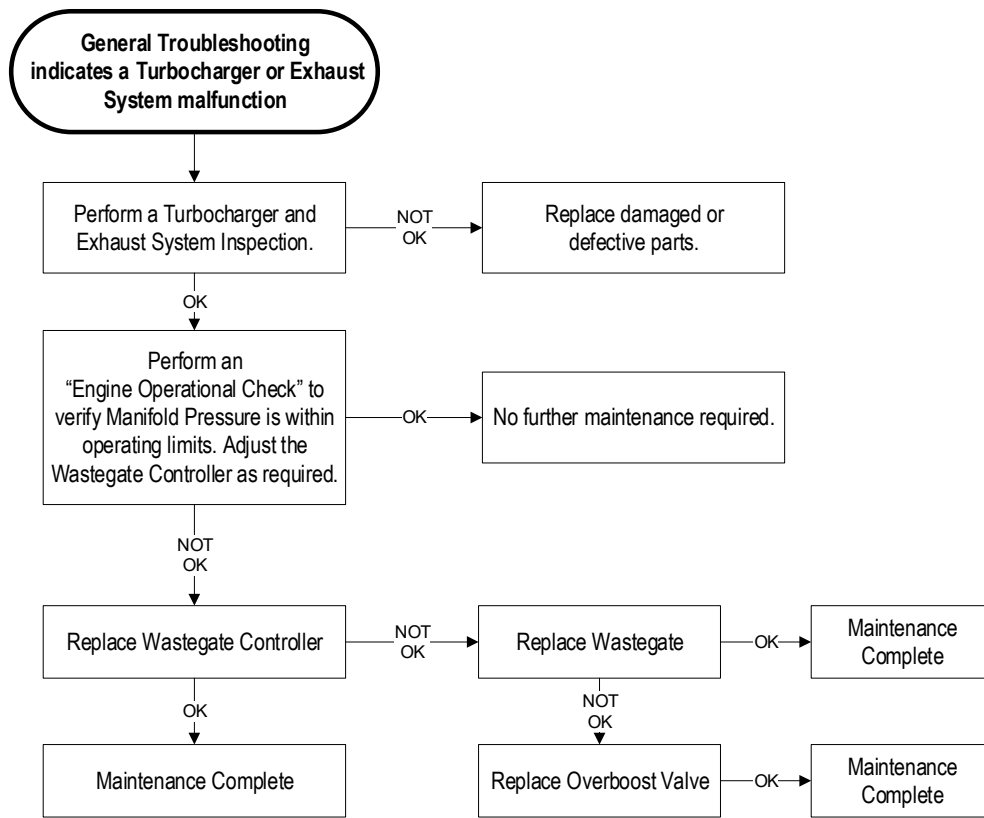 General Troubleshooting
indicates a Turbocharger or Exhaust
System malfunction
Perform a Turbocharger and
Exhaust System Inspection.
NOT
OK
Replace damaged or
defective parts.
OK
Perform an
“Engine Operational Check” to
verify Manifold Pressure is within
operating limits. Adjust the
Wastegate Controller as required.
OK
No further maintenance required.
NOT
OK
Replace Wastegate Controller
NOT
OK
Replace Wastegate
OK
Maintenance
Complete
OK
Maintenance Complete
NOT
OK
Replace Overboost Valve
OK
Maintenance
Complete